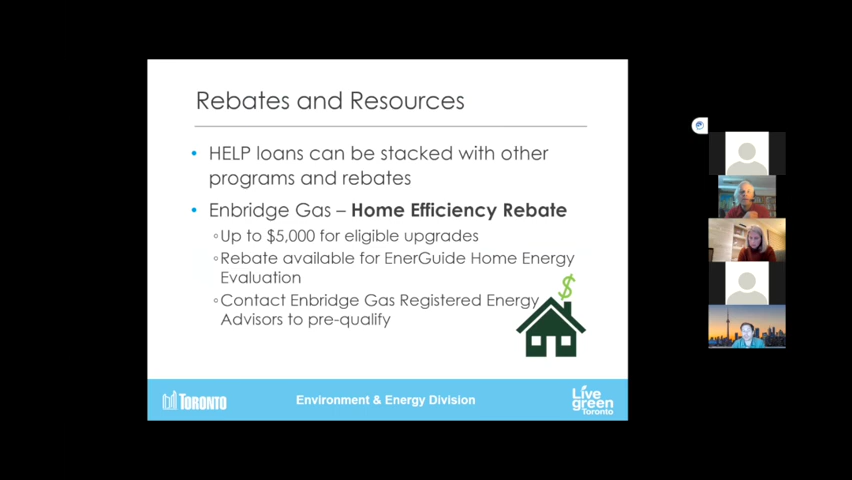 Rebates and Resources
• HELP loans can be stacked with other
programs and rebates
• Enbridge Gas – Home Efficiency Rebate
▫Up to $5,000 for eligible upgrades
▫Rebate available for EnerGuide Home Energy
Evaluation
▫Contact Enbridge Gas Registered Energy
Advisors to pre-qualify
$
TORONTO
Environment & Energy Division
Live
green
Toronto